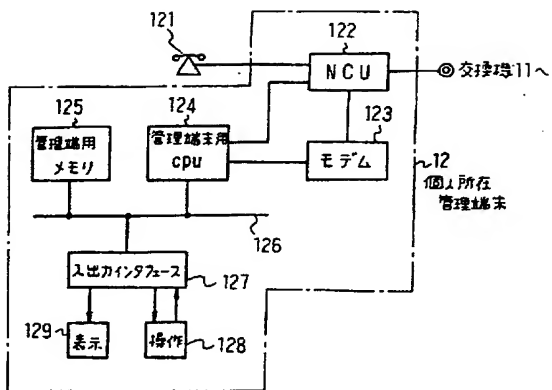 121
122
NCU
交換機11へ
125
124
123
管理端用
メモリ
管理端末用
cpu
モデム
12
個人所在
管理端末
126
入出力インタフェース
127
129
表示
操作
128